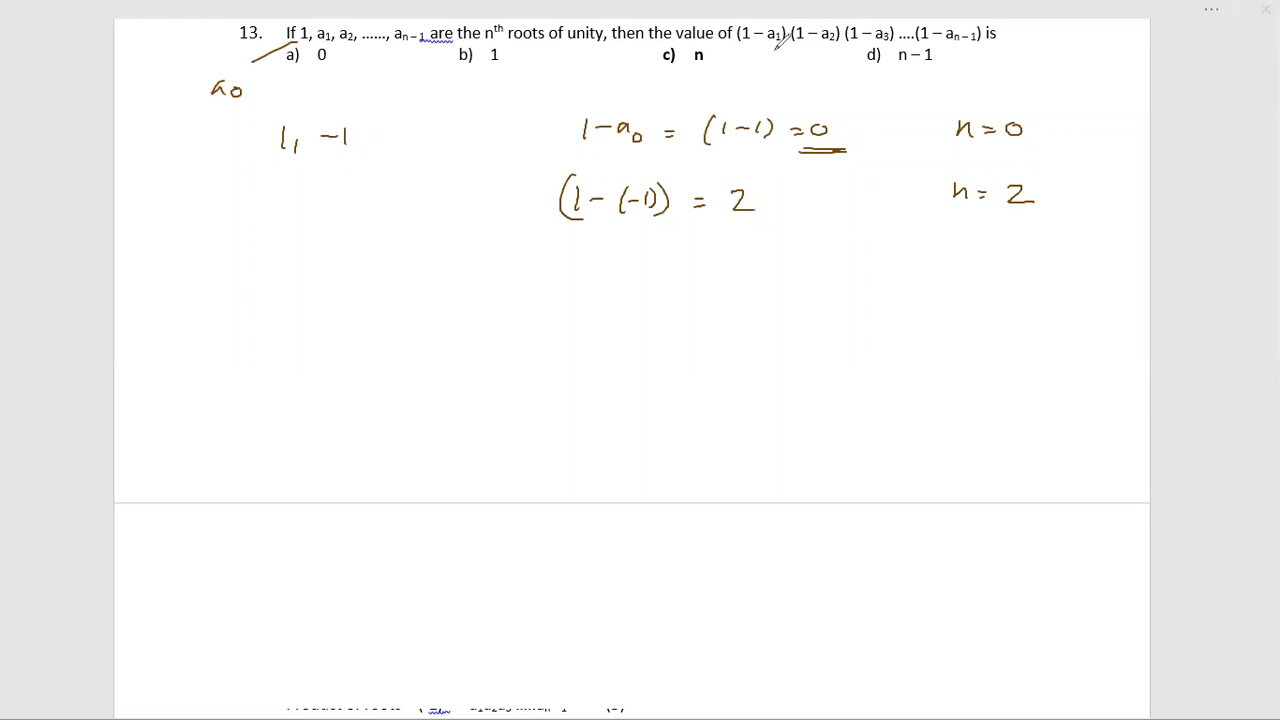 13. If 1, a₁, a₂, ……, aₙ₋₁ are the nᵗʰ roots of unity, then the value of (1 – a₁) (1 – a₂) (1 – a₃) ….(1 – aₙ₋₁) is
a) 0 b) 1 c) n d) n – 1
a₀
1, -1 1-a₀ = (1-1) =0 n=0
(1-(-1)) = 2 n= 2